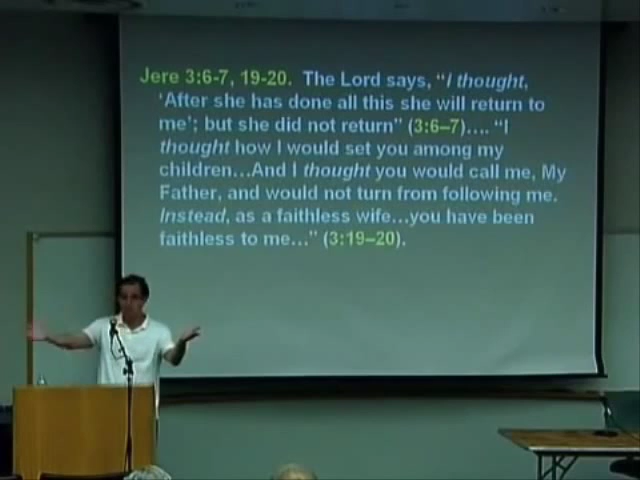 Jere 3:6-7, 19-20. The Lord says, “I thought,
‘After she has done all this she will return to
me’; but she did not return” (3:6–7)…. “I
thought how I would set you among my
children…And I thought you would call me, My
Father, and would not turn from following me.
Instead, as a faithless wife…you have been
faithless to me…” (3:19–20).